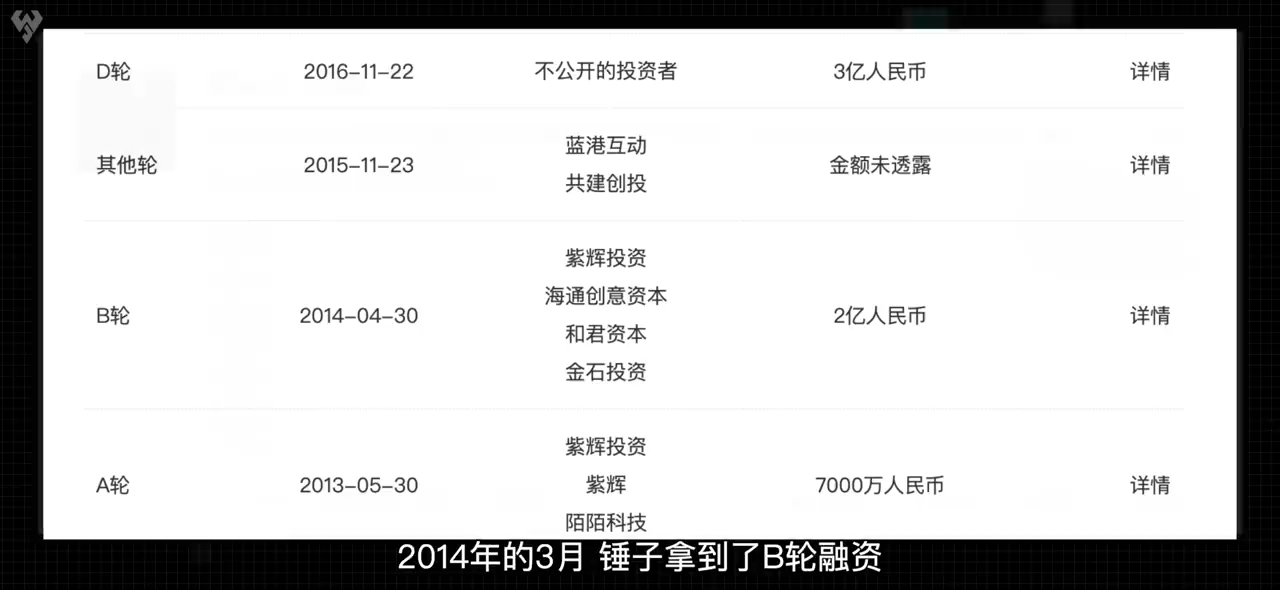 D轮 2016-11-22 不公开的投资者 3亿人民币 详情
蓝港互动
其他轮 2015-11-23 金额未透露 详情
共建创投
紫辉投资
海通创意资本
B轮 2014-04-30 2亿人民币 详情
和君资本
金石投资
紫辉投资
A轮 2013-05-30 紫辉 7000万人民币 详情
陌陌科技
2014年的3月 锤子拿到了B轮融资